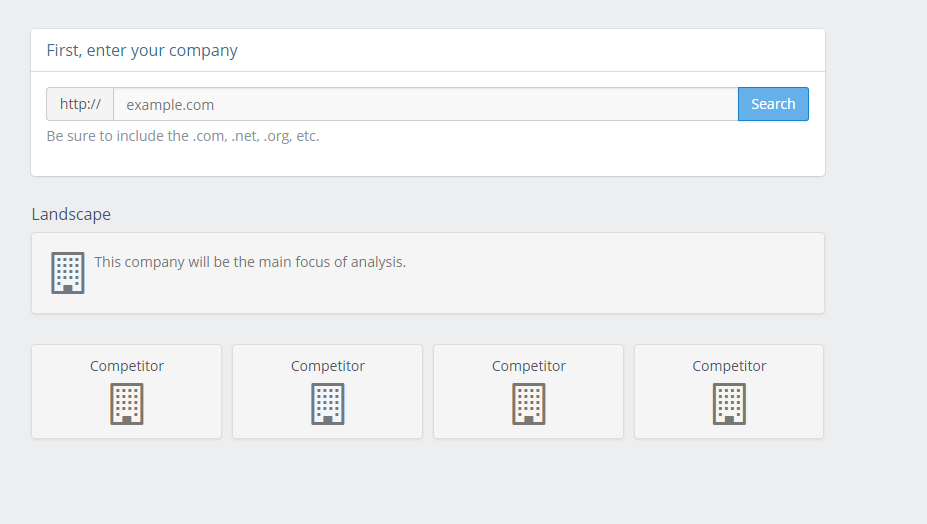 First, enter your company
http:// example.com Search
Be sure to include the .com, .net, .org, etc.
Landscape
This company will be the main focus of analysis.
Competitor Competitor Competitor Competitor